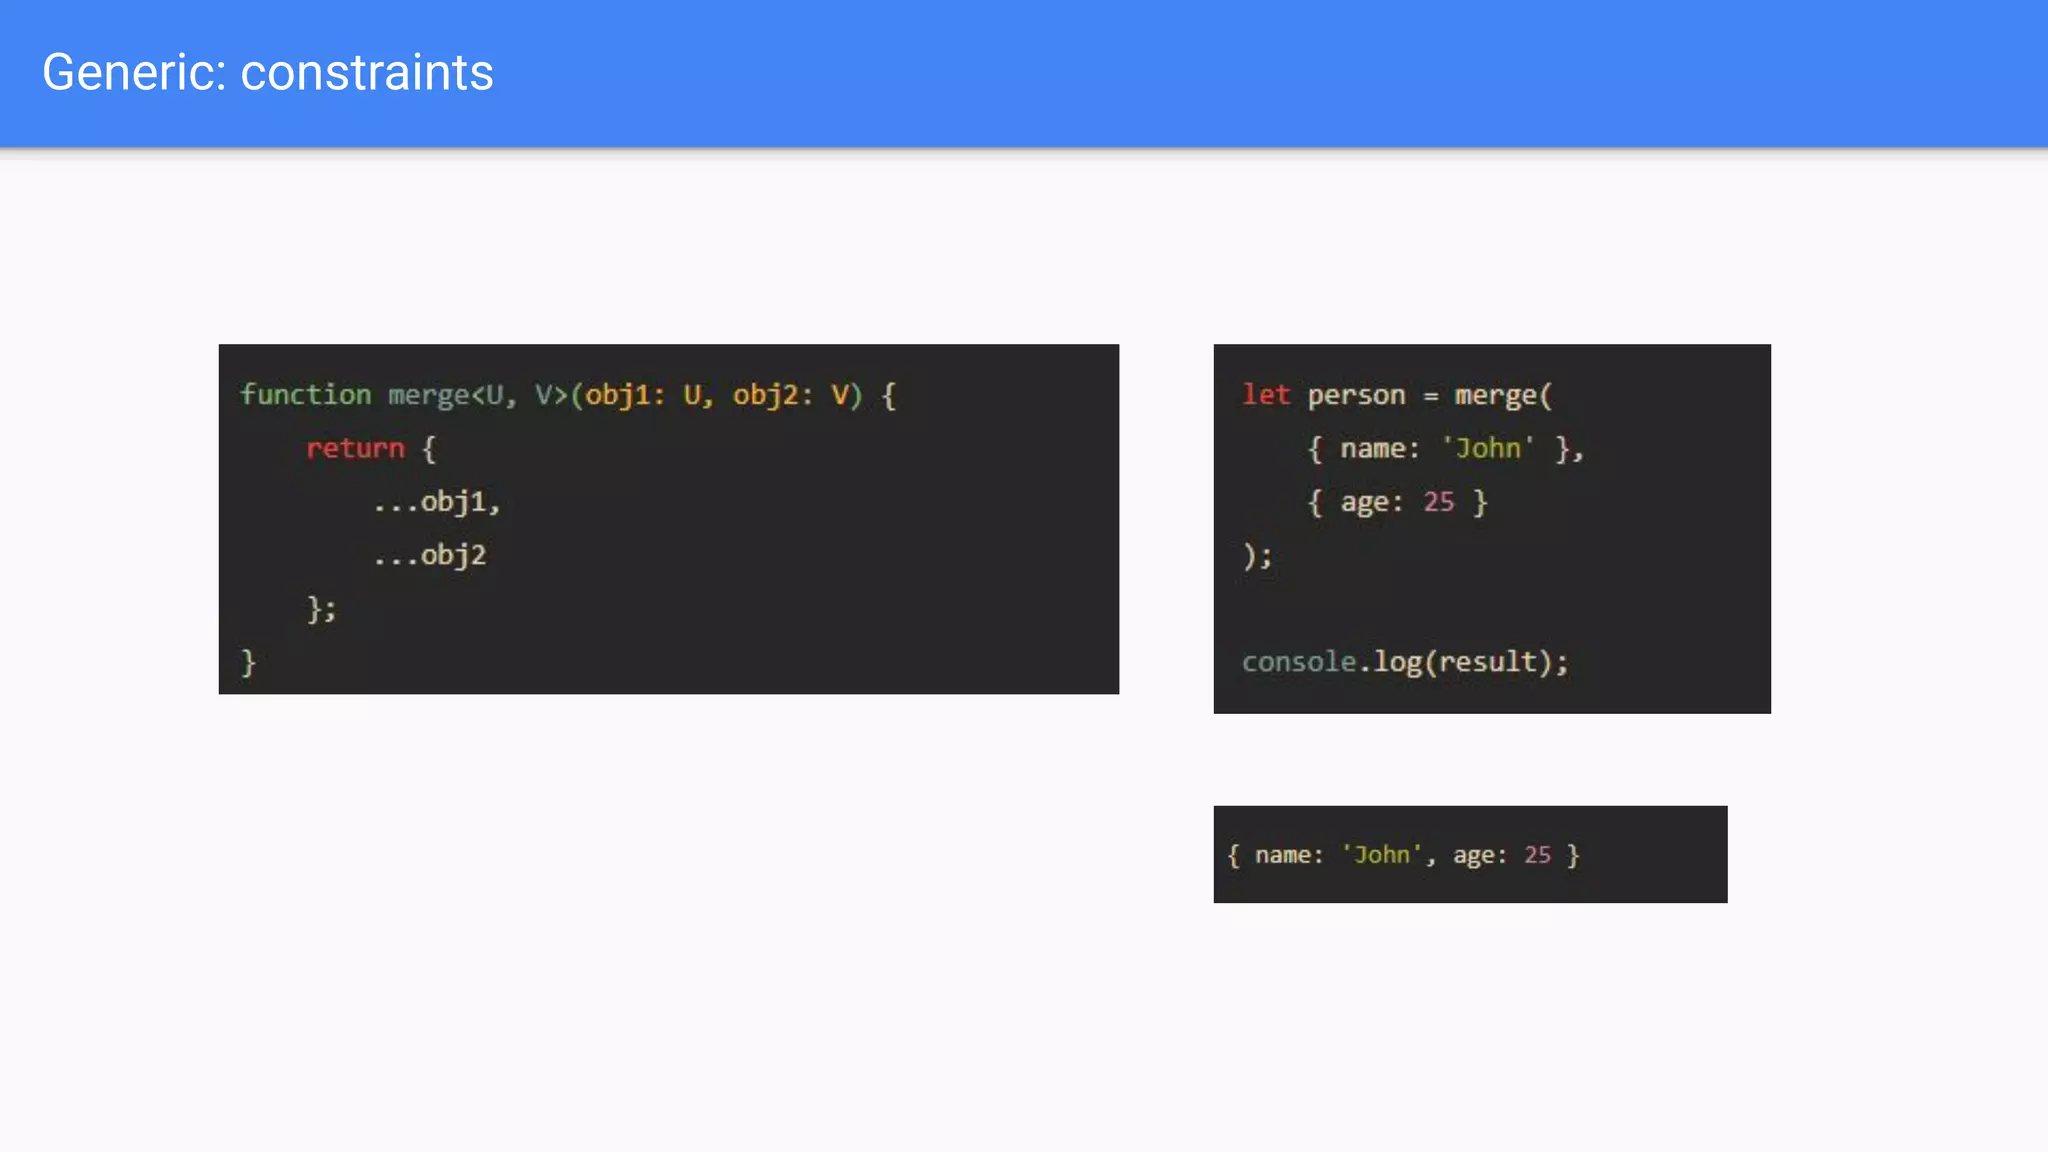 Generic: constraints
function merge<U, V>(obj1: U, obj2: V) {
    return {
        ...obj1,
        ...obj2
    };
}
let person = merge(
    { name: 'John' },
    { age: 25 }
);
console.log(result);
{ name: 'John', age: 25 }